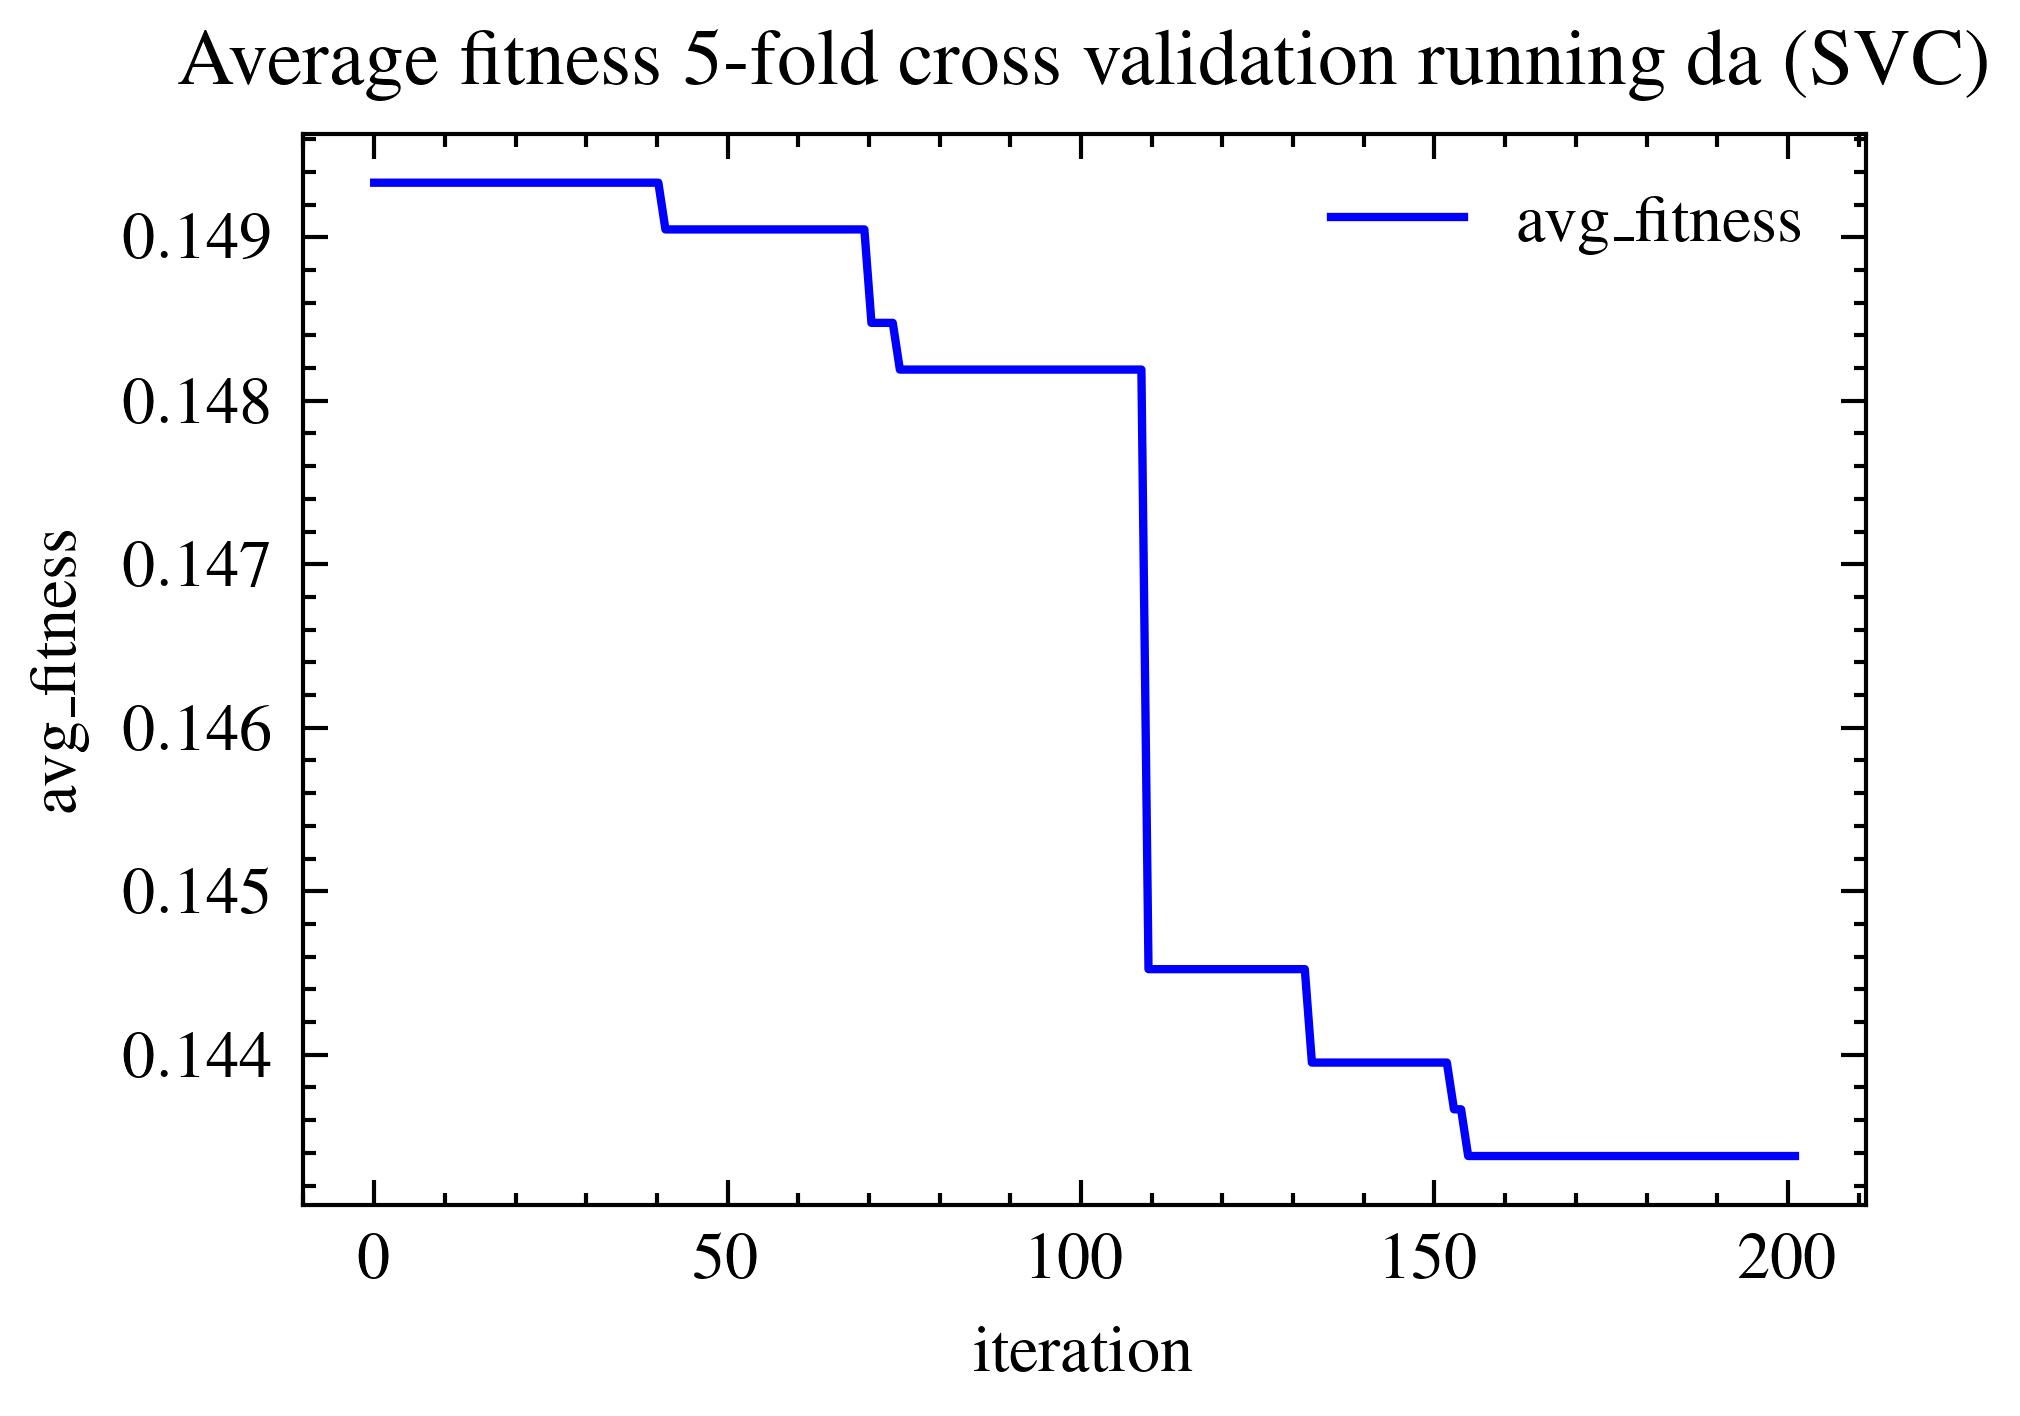 Average fitness 5-fold cross validation running da (SVC)
avg_fitness
0.149
0.148
0.147
0.146
0.145
0.144
avg_fitness
0 50 100 150 200
iteration